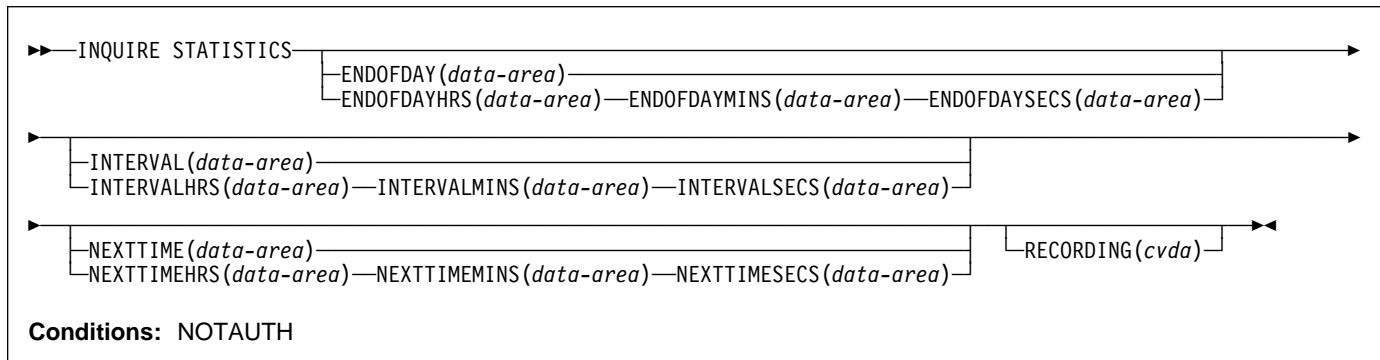 INQUIRE STATISTICS
ENDOFDAY(data-area)
ENDOFDAYHRS(data-area) ENDOFDAYMINS(data-area) ENDOFDAYSECS(data-area)
INTERVAL(data-area)
INTERVALHRS(data-area) INTERVALMINS(data-area) INTERVALSECS(data-area)
NEXTTIME(data-area) RECORDING(cvda)
NEXTTIMEHRS(data-area) NEXTTIMEMINS(data-area) NEXTTIMESECS(data-area)
Conditions: NOTAUTH